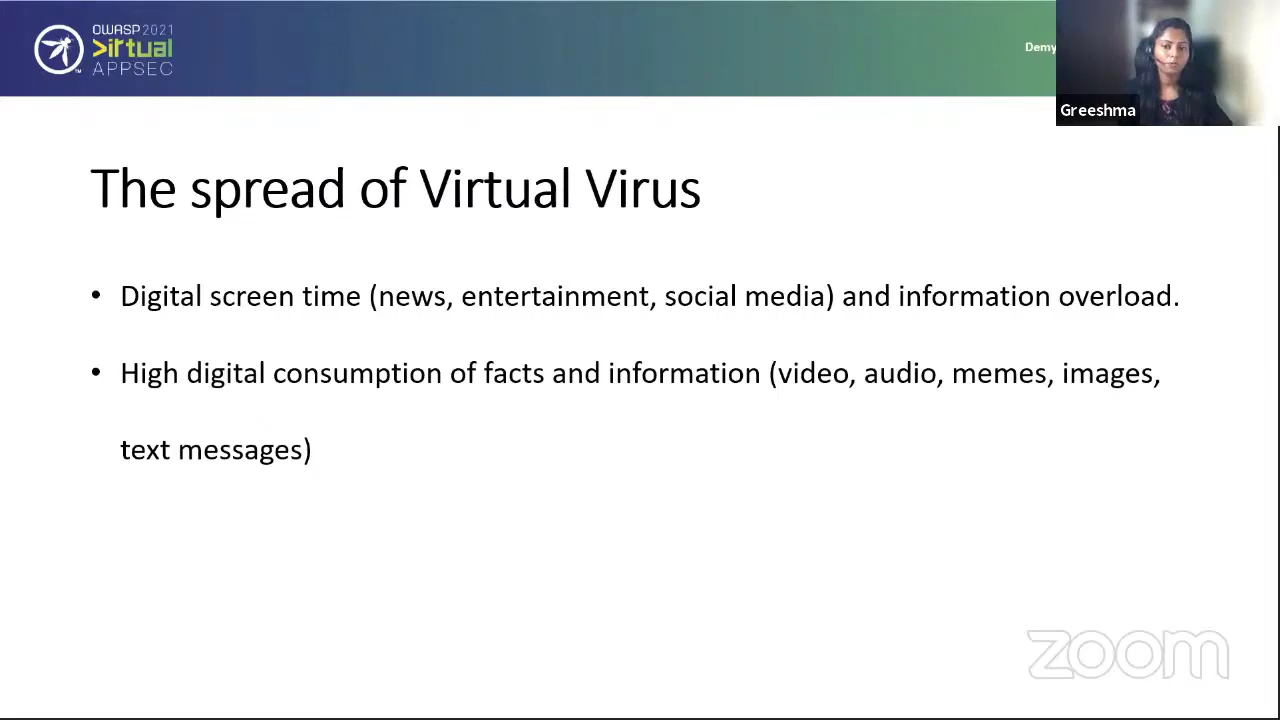 OWASP 2021
Virtual
APPSEC
Demy
Greeshma
The spread of Virtual Virus
• Digital screen time (news, entertainment, social media) and information overload.
• High digital consumption of facts and information (video, audio, memes, images,
text messages)
zoom